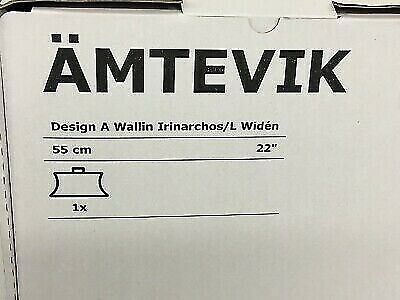 ÄMTEVIK
Design A Wallin Irinarchos/L Widén
55 cm 22"
1x